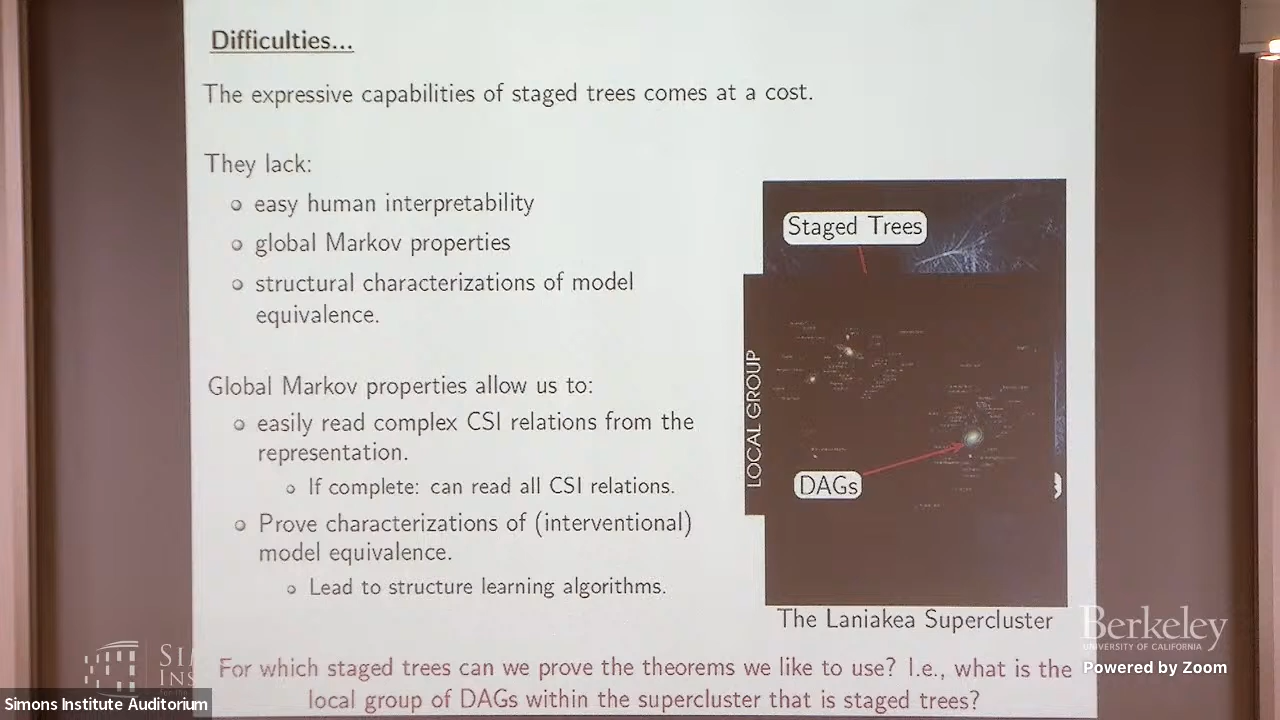 Difficulties...
The expressive capabilities of staged trees comes at a cost.
They lack:
easy human interpretability
global Markov properties
structural characterizations of model
equivalence.
Global Markov properties allow us to:
easily read complex CSI relations from the
representation.
If complete: can read all CSI relations.
Prove characterizations of (interventional)
model equivalence.
Lead to structure learning algorithms.
Staged Trees
LOCAL GROUP
DAGs
The Laniakea Supercluster
For which staged trees can we prove the theorems we like to use? I.e., what is the
local group of DAGs within the supercluster that is staged trees?
Berkeley
UNIVERSITY OF CALIFORNIA
Powered by Zoom
Simons Institute Auditorium